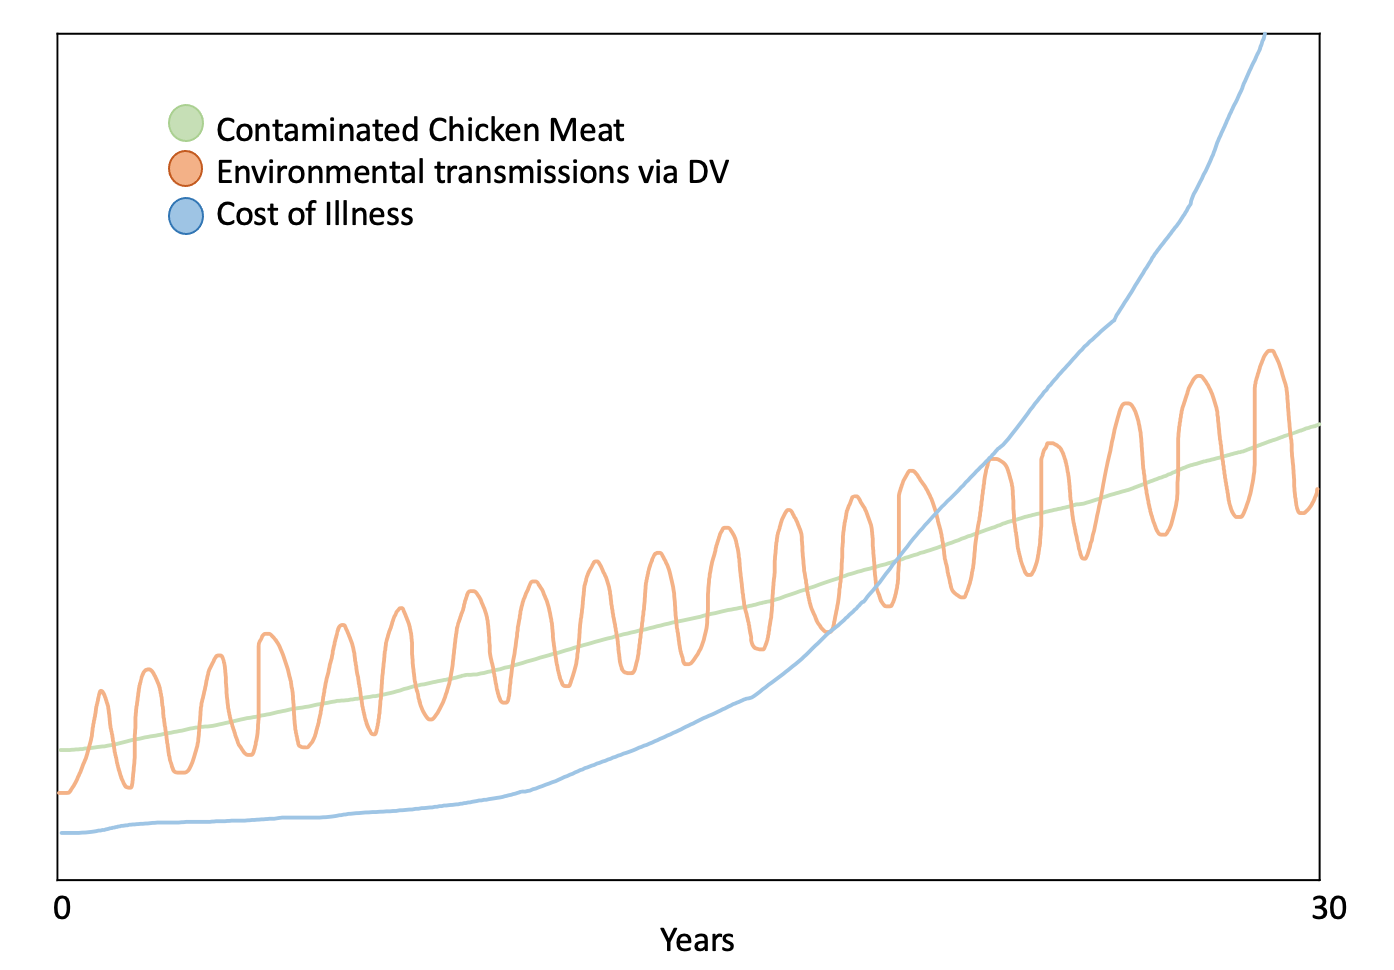 Contaminated Chicken Meat
Environmental transmissions via DV
Cost of Illness
0
30
Years